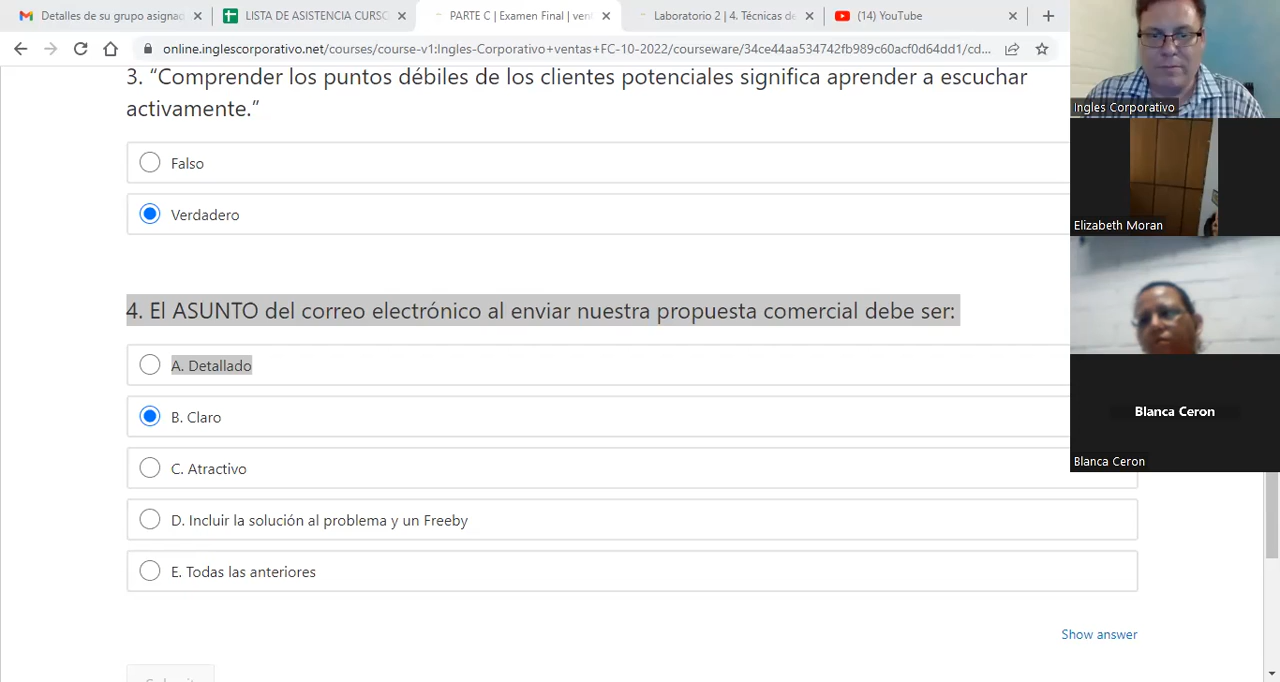 Detalles de su grupo asignad
LISTA DE ASISTENCIA CURSO
PARTE C | Examen Final | vent
Laboratorio 2 | 4. Técnicas de
(14) YouTube
online.inglescorporativo.net/courses/course-v1:Ingles-Corporativo+ventas+FC-10-2022/courseware/34ce44aa534742fb989c60acf0d64dd1/cd...
3. “Comprender los puntos débiles de los clientes potenciales significa aprender a escuchar
activamente.”
Falso
Verdadero
4. El ASUNTO del correo electrónico al enviar nuestra propuesta comercial debe ser:
A. Detallado
B. Claro
C. Atractivo
D. Incluir la solución al problema y un Freeby
E. Todas las anteriores
Show answer
Ingles Corporativo
Elizabeth Moran
Blanca Ceron
Blanca Ceron